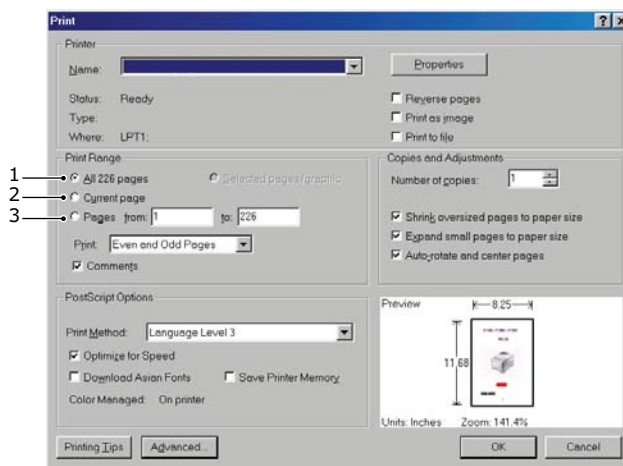 Print
Printer
Name:
Properties
Status: Ready
Type:
Where: LPT1:
Reverse pages
Print as image
Print to file
Print Range
1 All 226 pages
Selected pages/graphic
2 Current page
3 Pages from: 1 to: 226
Print: Even and Odd Pages
Comments
Copies and Adjustments
Number of copies: 1
Shrink oversized pages to paper size
Expand small pages to paper size
Auto-rotate and center pages
PostScript Options
Print Method: Language Level 3
Optimize for Speed
Download Asian Fonts
Save Printer Memory
Color Managed: On printer
Preview
8.25
11.68
Units: Inches Zoom: 141.4%
Printing Tips
Advanced...
OK
Cancel